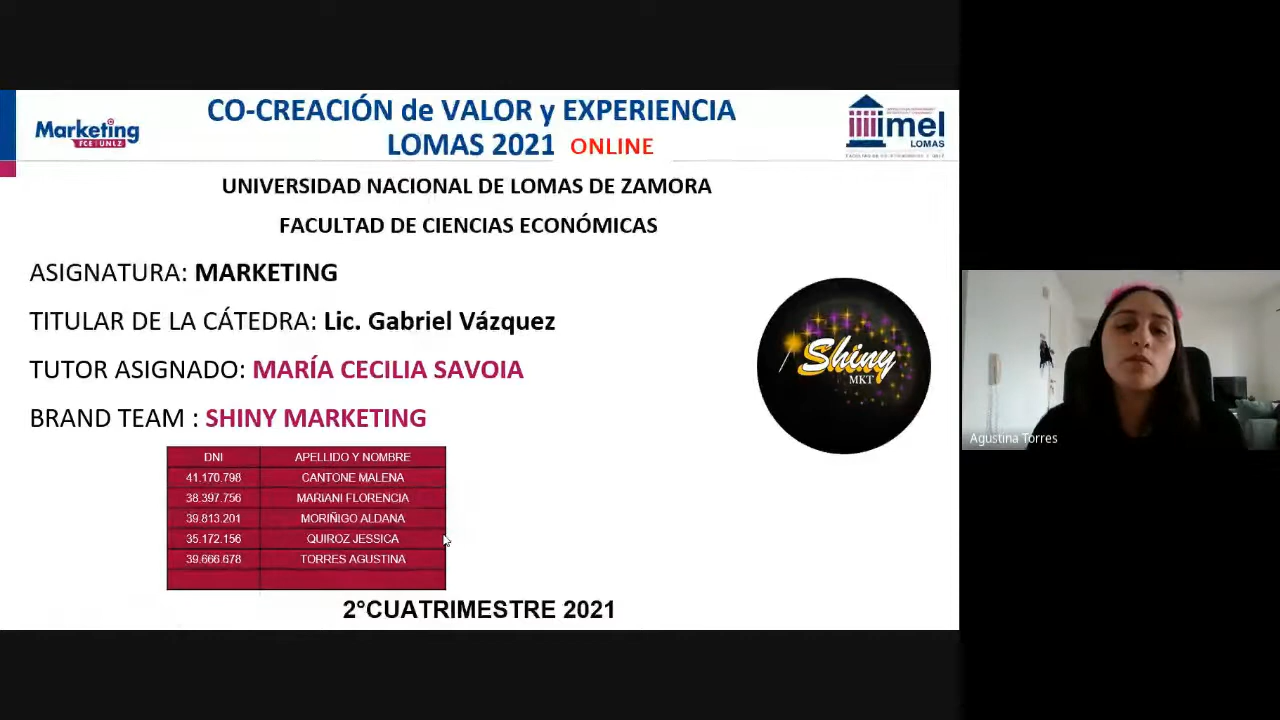 Marketing
FCE UNLZ
CO-CREACIÓN de VALOR y EXPERIENCIA
LOMAS 2021 ONLINE
imel
LOMAS
UNIVERSIDAD NACIONAL DE LOMAS DE ZAMORA
FACULTAD DE CIENCIAS ECONÓMICAS
ASIGNATURA: MARKETING
TITULAR DE LA CÁTEDRA: Lic. Gabriel Vázquez
TUTOR ASIGNADO: MARÍA CECILIA SAVOIA
BRAND TEAM : SHINY MARKETING
Shiny
MKT
DNI APELLIDO Y NOMBRE
41.170.798 CANTONE MALENA
38.397.756 MARIANI FLORENCIA
39.813.201 MORIÑIGO ALDANA
35.172.156 QUIROZ JESSICA
39.666.678 TORRES AGUSTINA
2°CUATRIMESTRE 2021
Agustina Torres